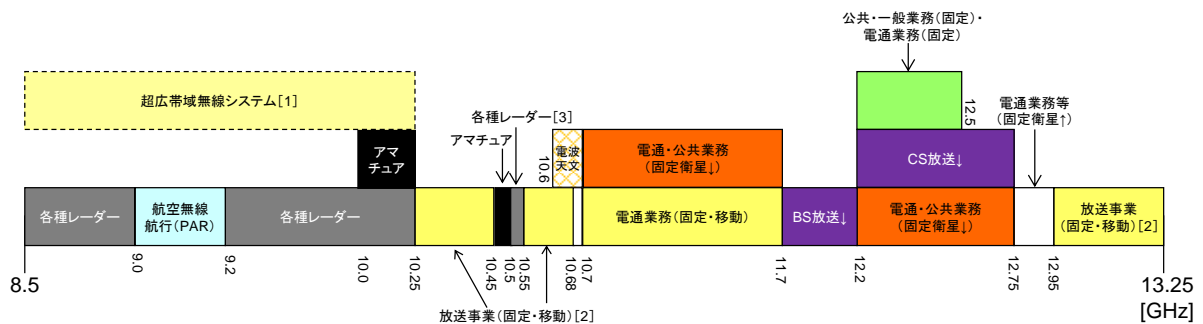 公共・一般業務(固定)・
電通業務(固定)
超広帯域無線システム[1]
各種レーダー[3]
アマチュア
12.5
電通業務等
(固定衛星↑)
アマ
チュア
10.6
電波
天文
電通・公共業務
(固定衛星↓)
CS放送↓
各種レーダー
航空無線
航行(PAR)
各種レーダー
電通業務(固定・移動)
BS放送↓
電通・公共業務
(固定衛星↓)
放送事業
(固定・移動)[2]
8.5
9.0
9.2
10.0
10.25
10.45
10.5
10.55
10.68
10.7
11.7
12.2
12.75
12.95
13.25
[GHz]
放送事業(固定・移動)[2]